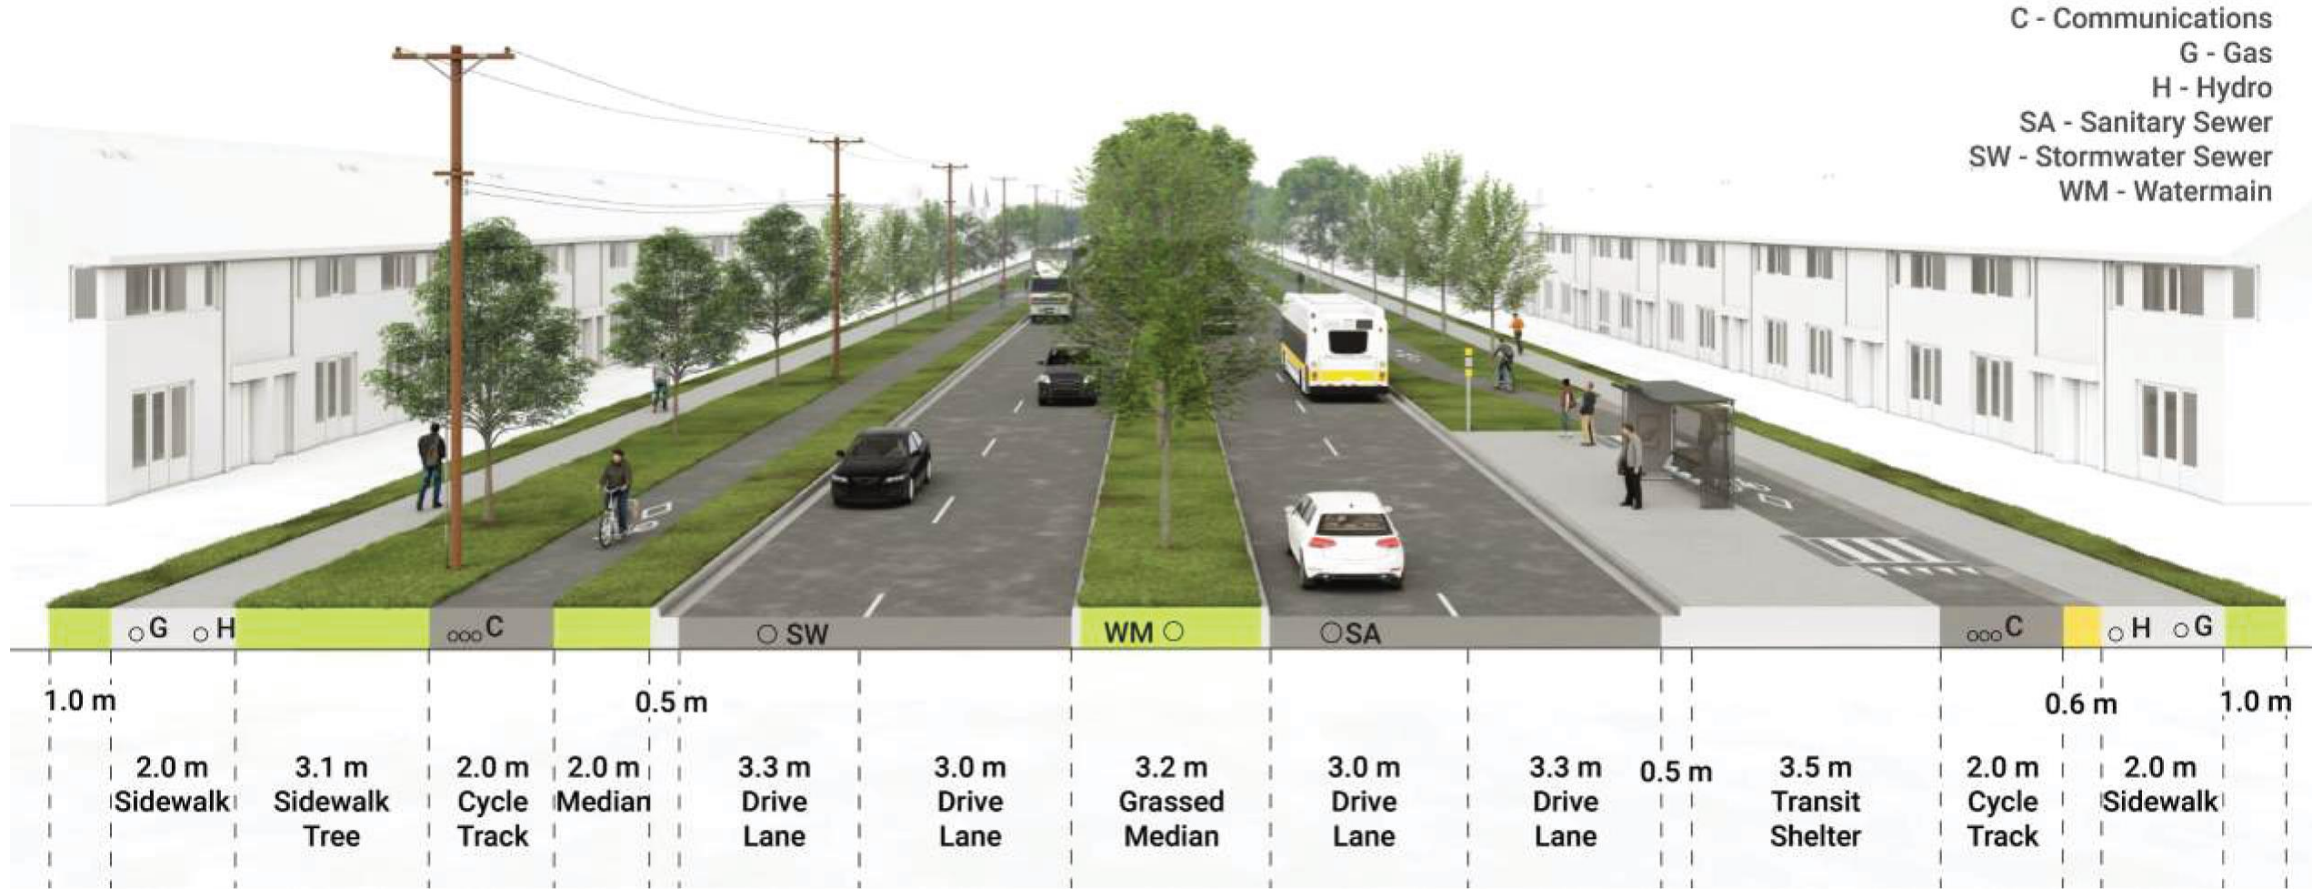 C - Communications
G - Gas
H - Hydro
SA - Sanitary Sewer
SW - Stormwater Sewer
WM - Watermain
G H C SW WM SA C H G
1.0 m 0.5 m 0.6 m 1.0 m
2.0 m
Sidewalk
3.1 m
Sidewalk
Tree
2.0 m
Cycle
Track
2.0 m
Median
3.3 m
Drive
Lane
3.0 m
Drive
Lane
3.2 m
Grassed
Median
3.0 m
Drive
Lane
3.3 m
Drive
Lane
0.5 m
3.5 m
Transit
Shelter
2.0 m
Cycle
Track
2.0 m
Sidewalk